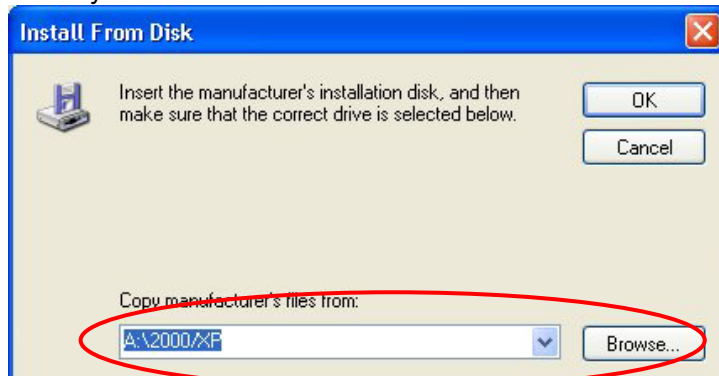 Install From Disk
Insert the manufacturer's installation disk, and then
make sure that the correct drive is selected below.
OK
Cancel
Copy manufacturer's files from:
A:\2000/XP
Browse...